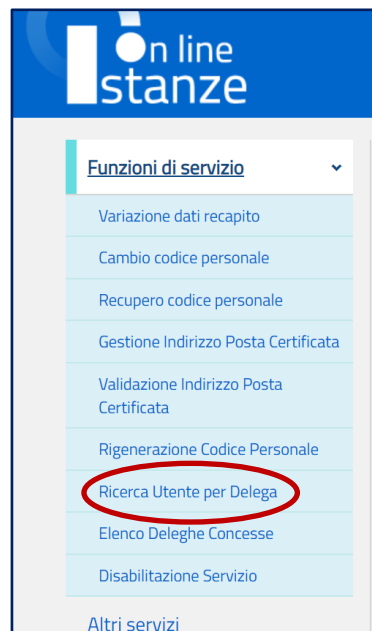 On line
Istanze
Funzioni di servizio
Variazione dati recapito
Cambio codice personale
Recupero codice personale
Gestione Indirizzo Posta Certificata
Validazione Indirizzo Posta
Certificata
Rigenerazione Codice Personale
Ricerca Utente per Delega
Elenco Deleghe Concesse
Disabilitazione Servizio
Altri servizi